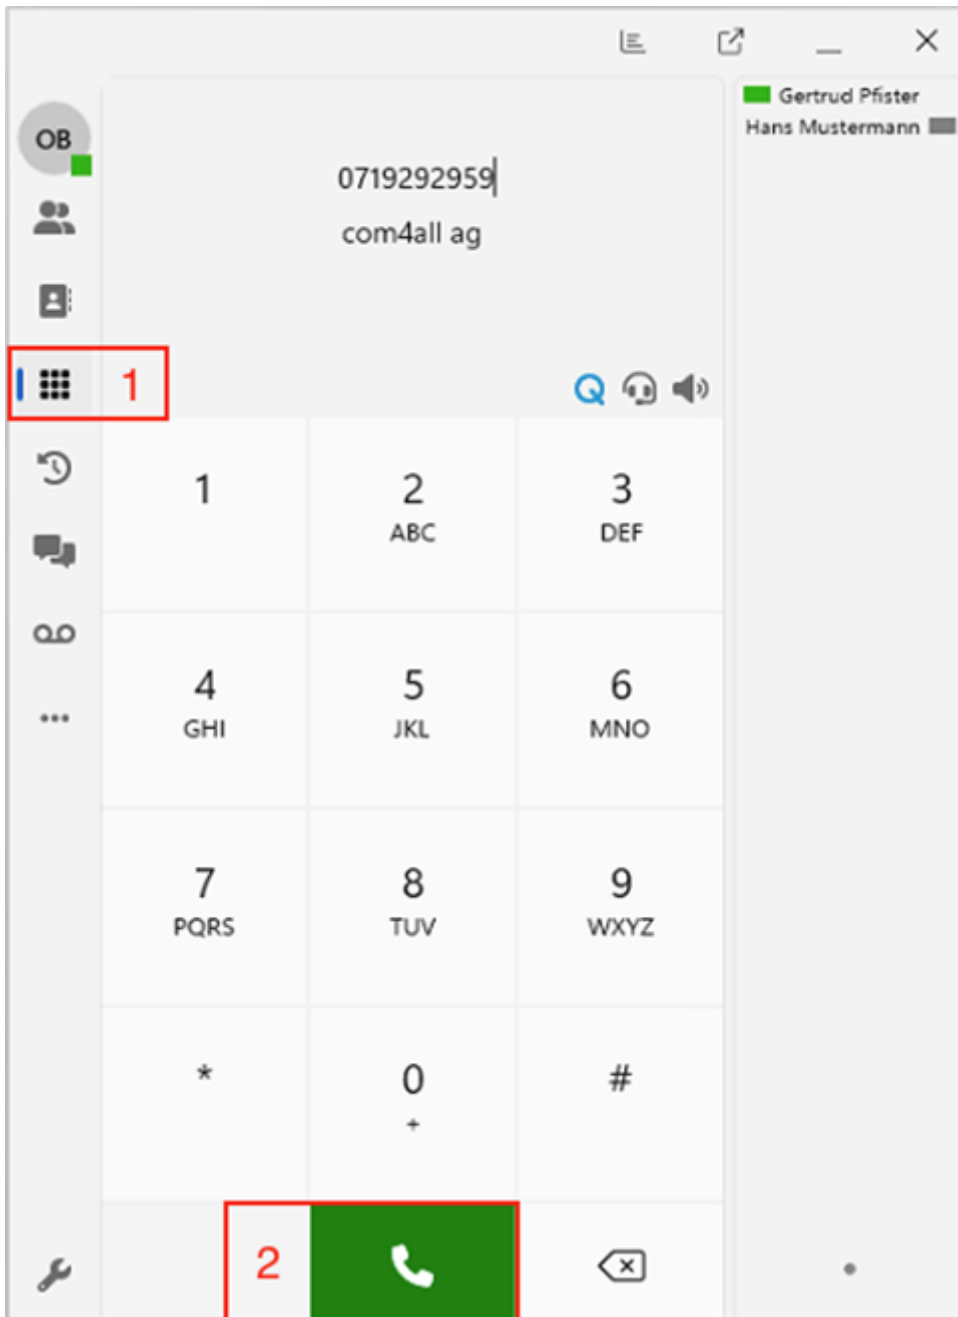 Gertrud Pfister
OB
Hans Mustermann
0719292959
com4all ag
1
1
2
3
ABC
DEF
4
5
6
GHI
JKL
MNO
7
8
9
PQRS
TUV
WXYZ
*
0
#
+
2